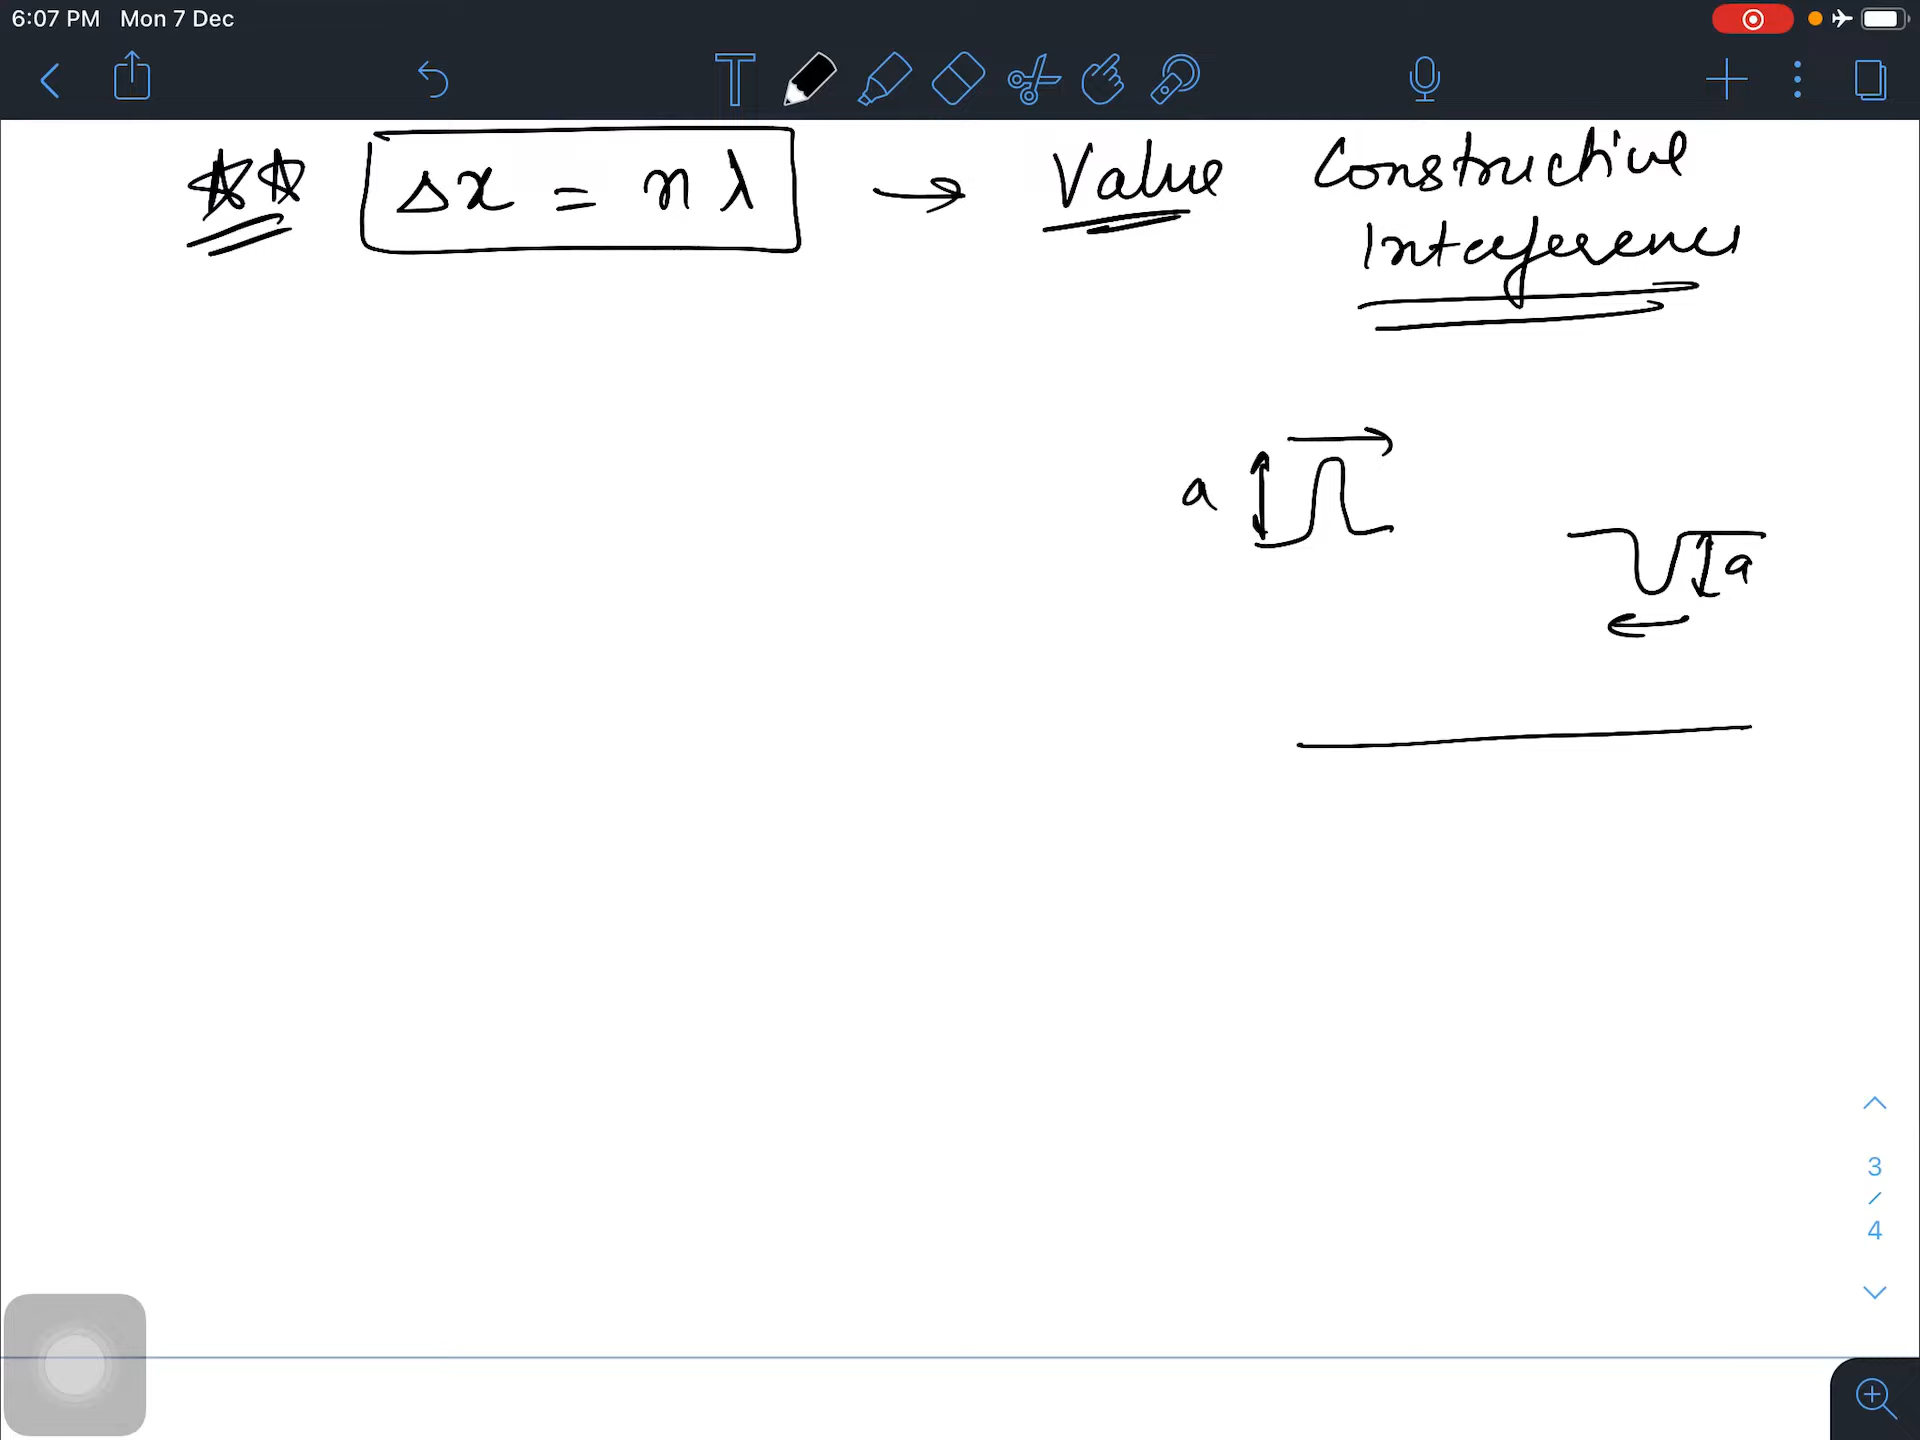 6:07 PM Mon 7 Dec
Δx = nλ → Value Constructive
Interference
a
a
3
/
4